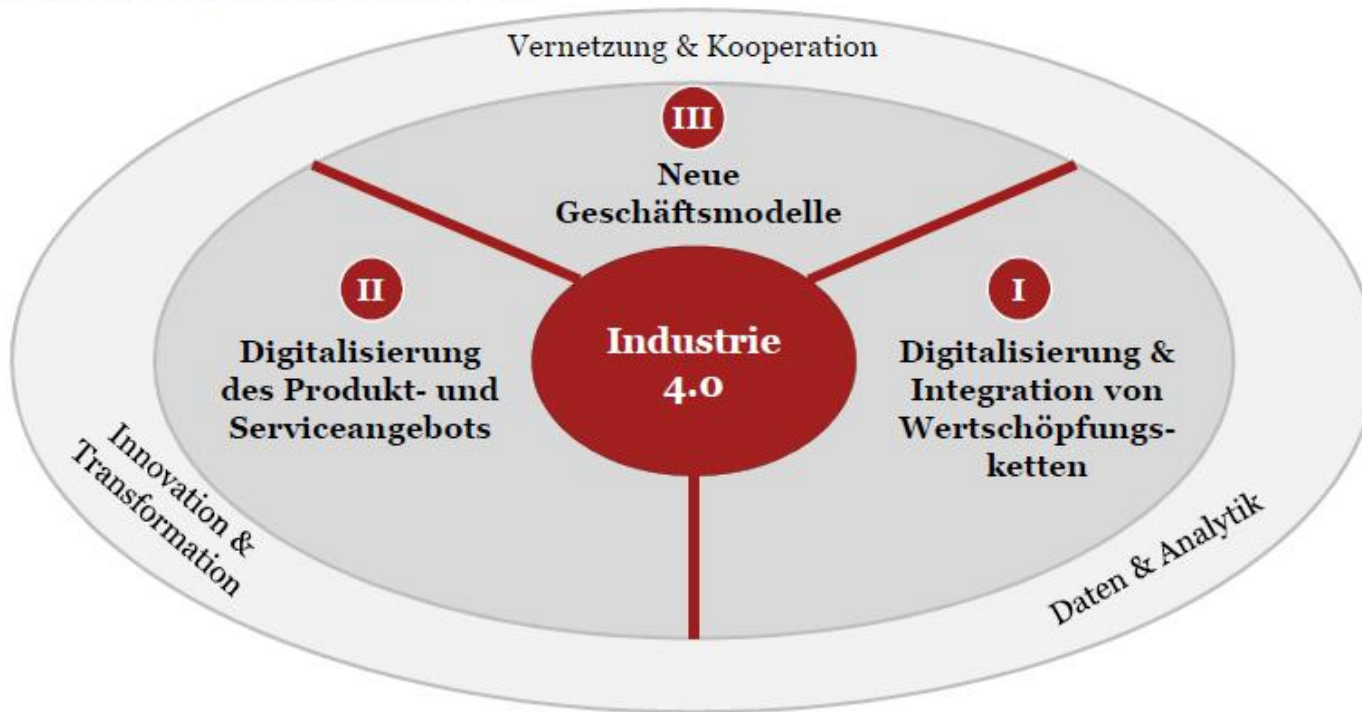 Vernetzung & Kooperation
III
Neue
Geschäftsmodelle
II
Digitalisierung
des Produkt- und
Serviceangebots
Industrie
4.0
I
Digitalisierung &
Integration von
Wertschöpfungs-
ketten
Innovation &
Transformation
Daten & Analytik